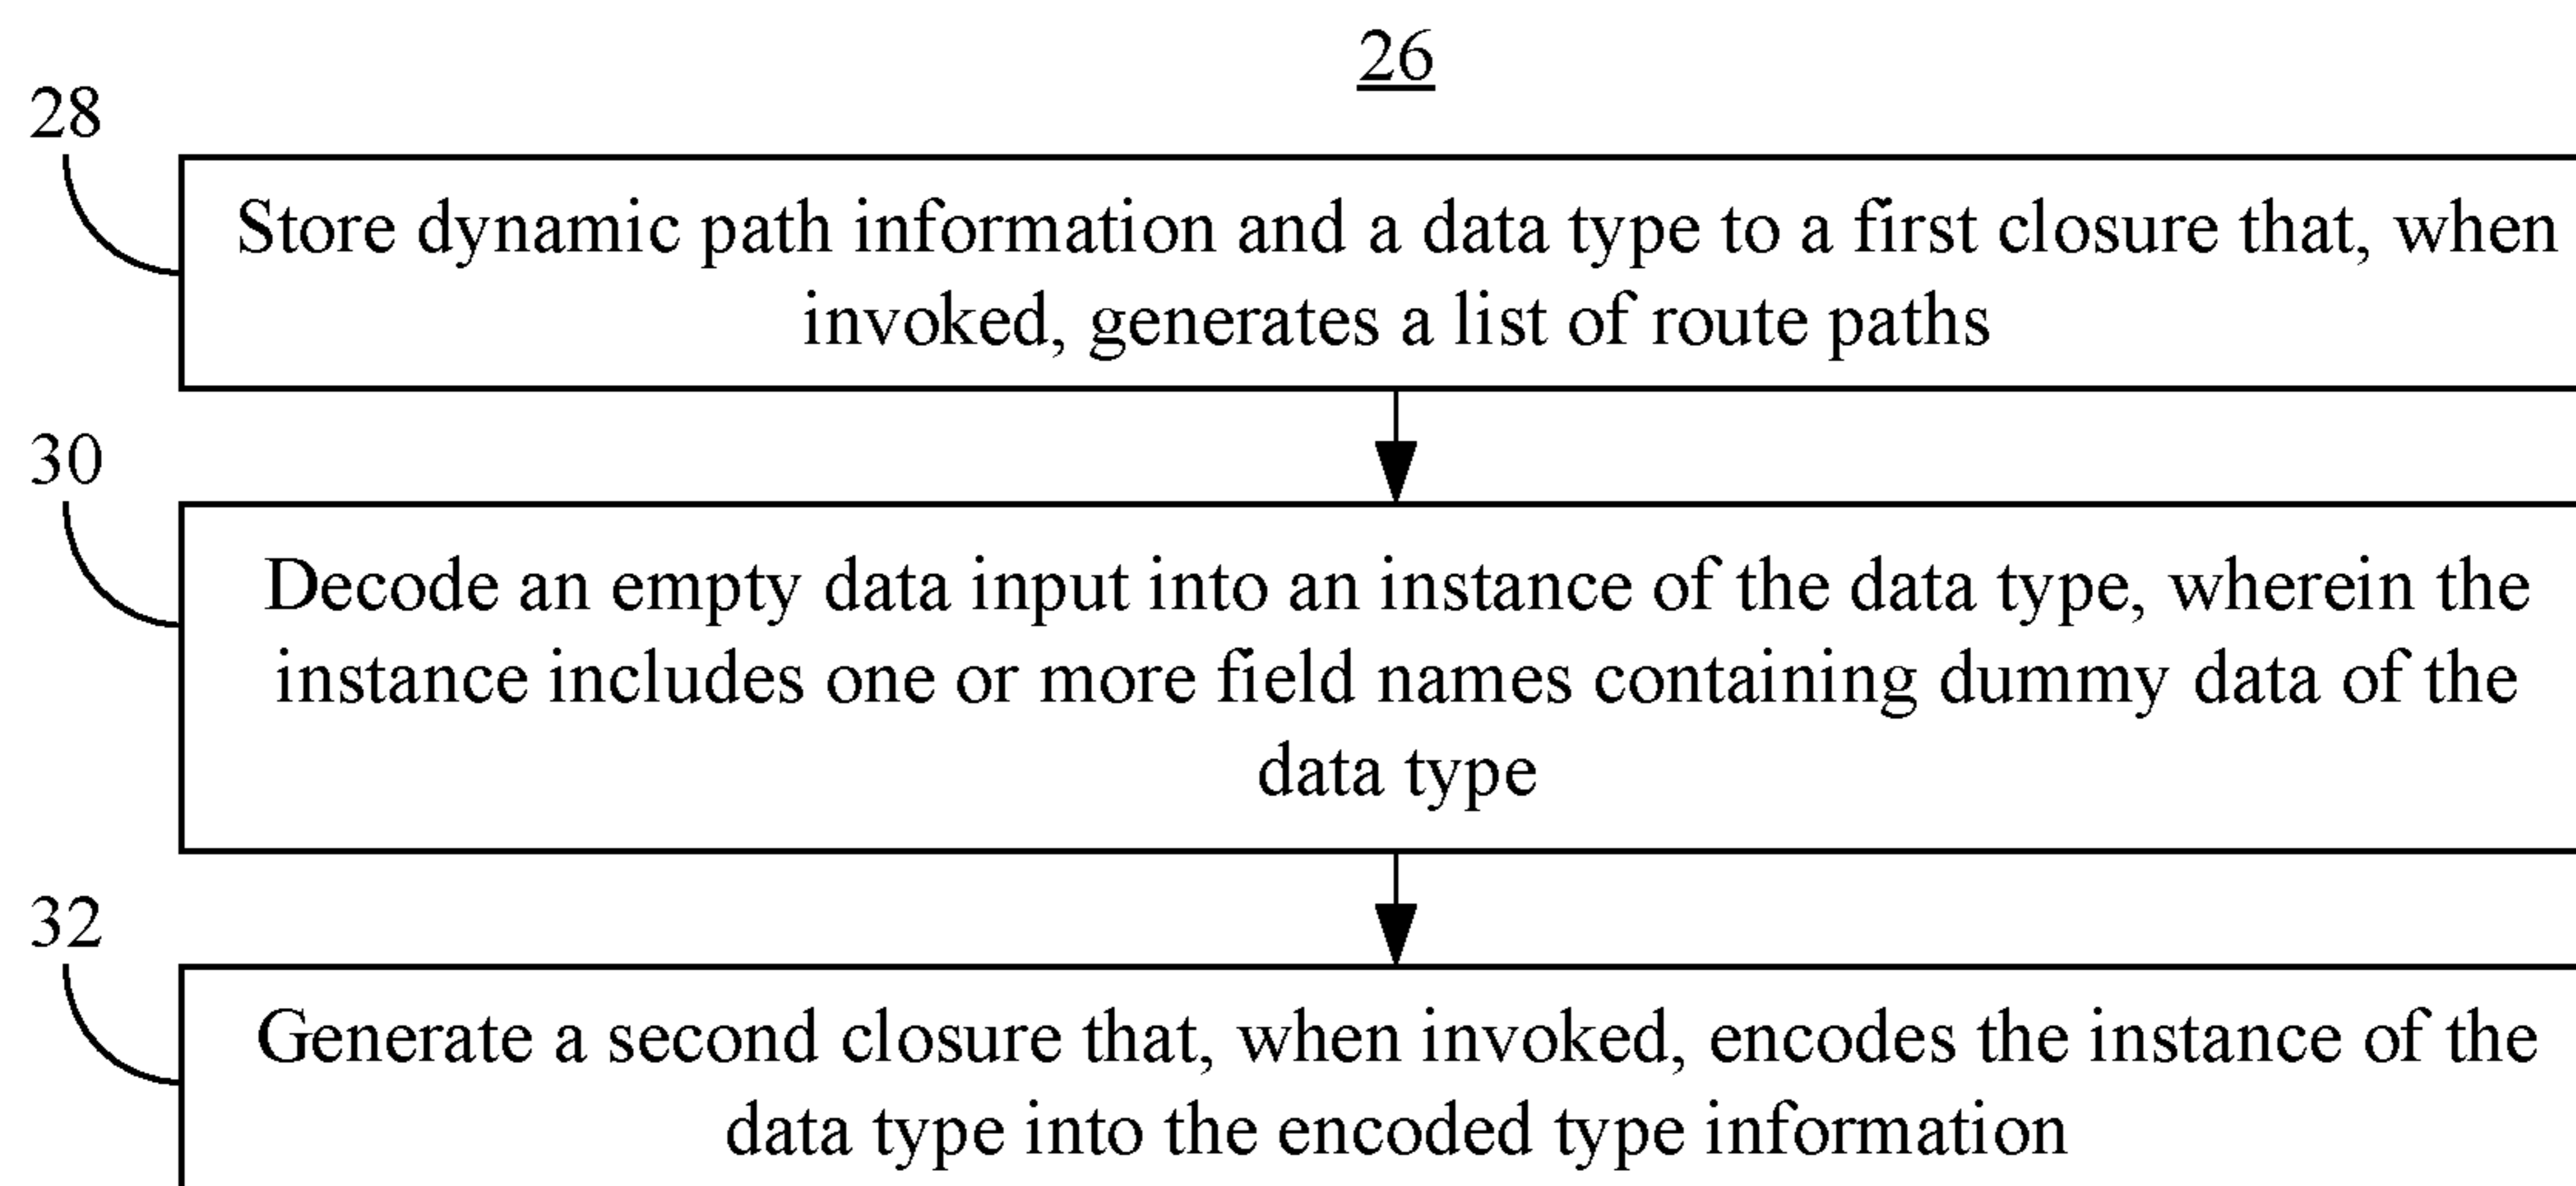 26
28
Store dynamic path information and a data type to a first closure that, when
invoked, generates a list of route paths
30
Decode an empty data input into an instance of the data type, wherein the
instance includes one or more field names containing dummy data of the
data type
32
Generate a second closure that, when invoked, encodes the instance of the
data type into the encoded type information